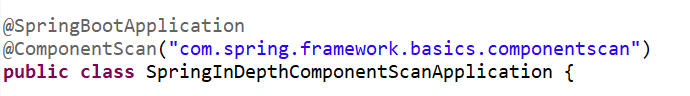 @SpringBootApplication
@ComponentScan("com.spring.framework.basics.componentscan")
public class SpringInDepthComponentScanApplication {